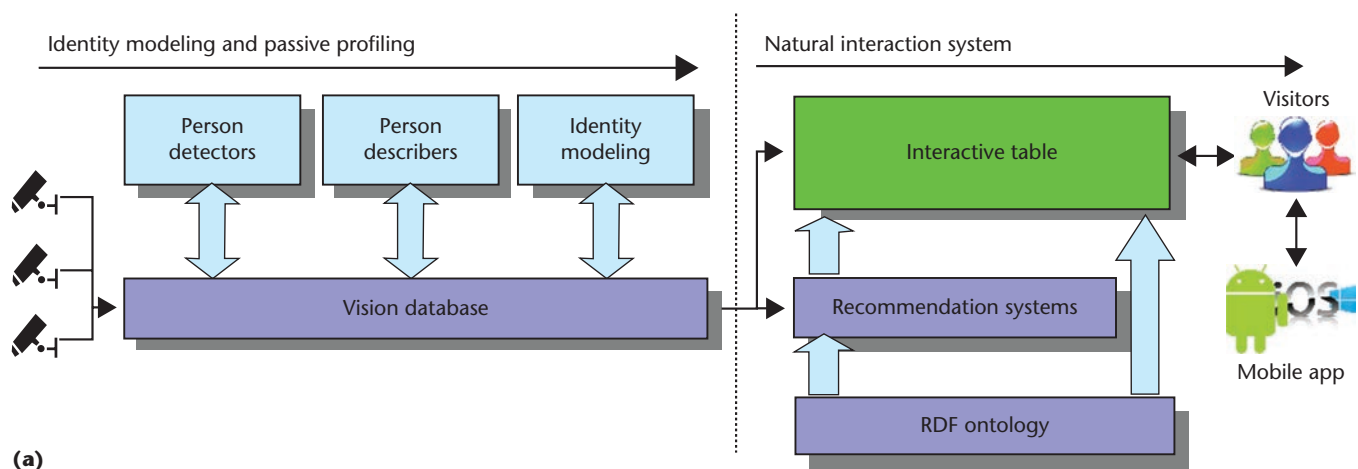 Identity modeling and passive profiling
Natural interaction system
Person
detectors
Person
describers
Identity
modeling
Interactive table
Visitors
Vision database
Recommendation systems
iOS
Mobile app
RDF ontology
(a)